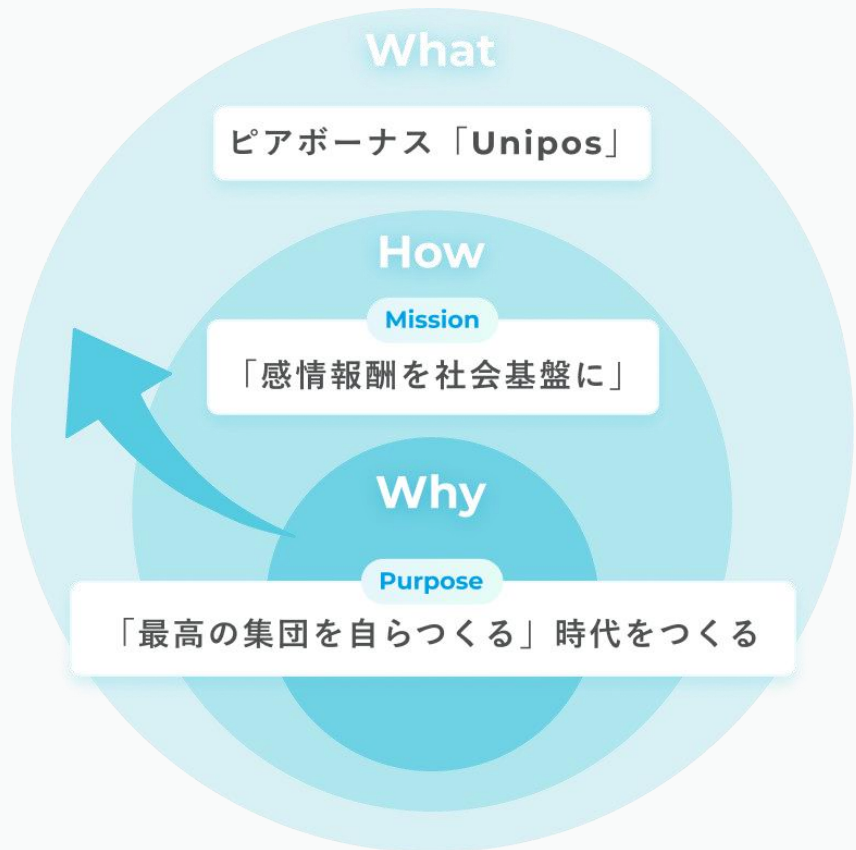 What
ピアボーナス「Unipos」
How
Mission
「感情報酬を社会基盤に」
Why
Purpose
「最高の集団を自らつくる」時代をつくる